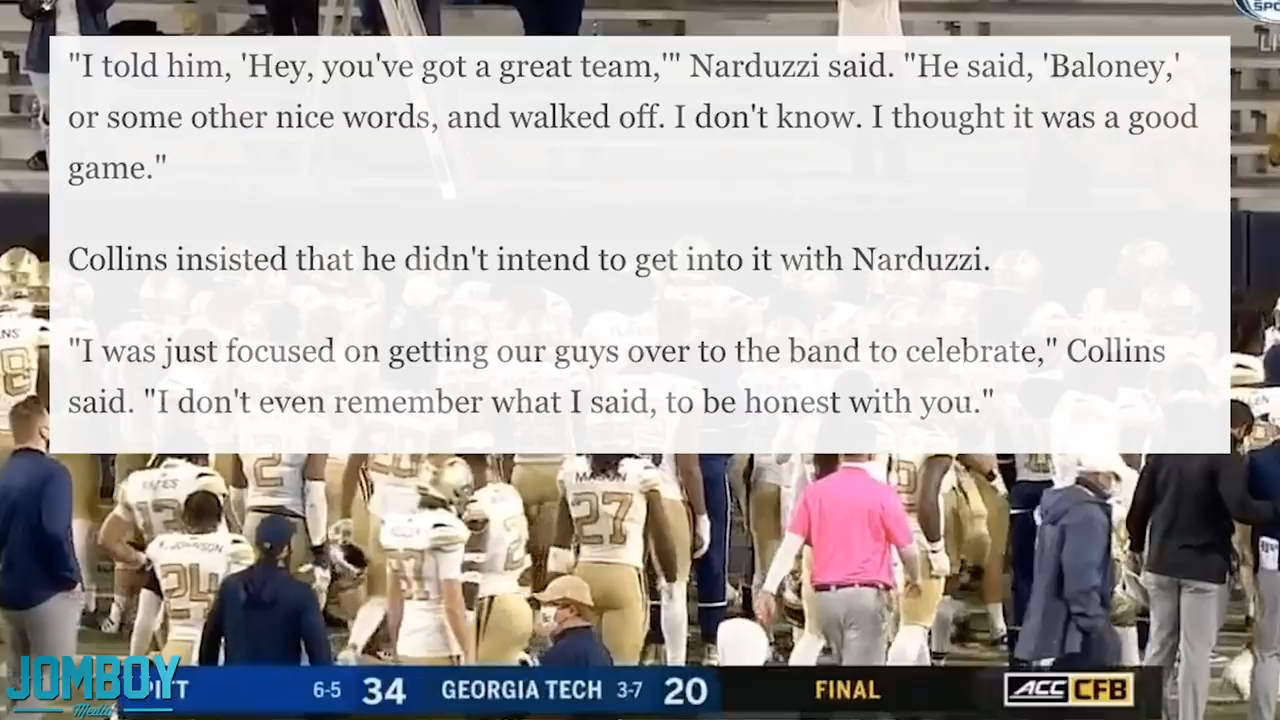 "I told him, 'Hey, you've got a great team,'" Narduzzi said. "He said, 'Baloney,'
or some other nice words, and walked off. I don't know. I thought it was a good
game."
Collins insisted that he didn't intend to get into it with Narduzzi.
"I was just focused on getting our guys over to the band to celebrate," Collins
said. "I don't even remember what I said, to be honest with you."
27
24
JOMBOY
Media
6-5 34 GEORGIA TECH 3-7 20 FINAL ACC CFB